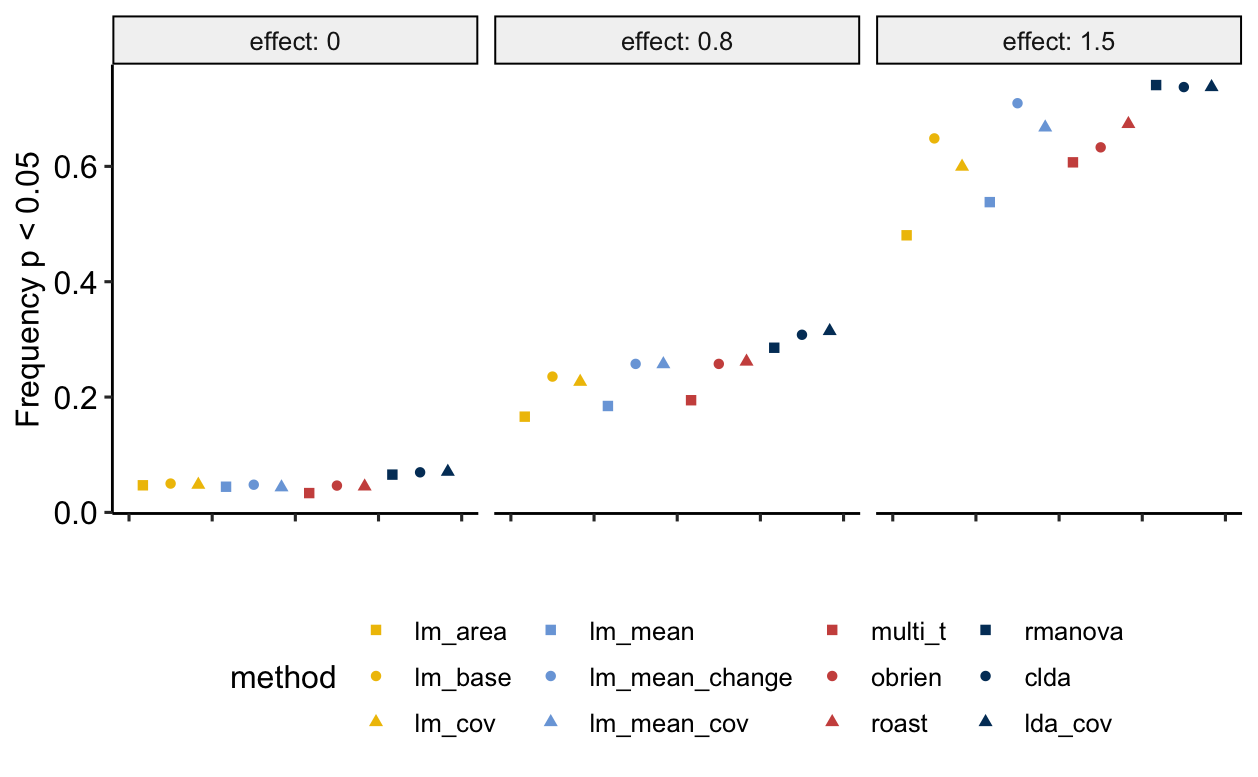 effect: 0
effect: 0.8
effect: 1.5
Frequency p < 0.05
0.6
0.4
0.2
0.0
method
lm_area
lm_base
lm_cov
lm_mean
lm_mean_change
lm_mean_cov
multi_t
obrien
roast
rmanova
clda
lda_cov